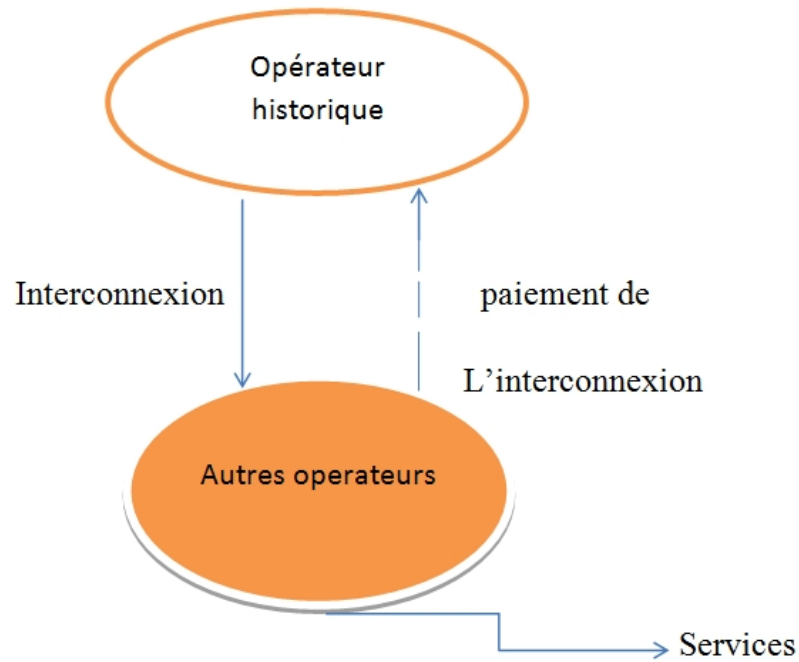 Opérateur
historique
Interconnexion
paiement de
L’interconnexion
Autres operateurs
Services